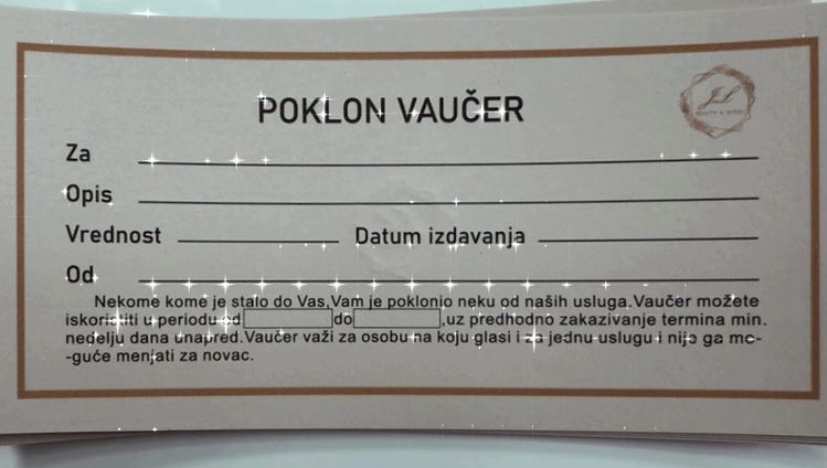 POKLON VAUČER
Za
Opis
Vrednost Datum izdavanja
Od
Nekome kome je stalo do Vas,Vam je poklonio neku od naših usluga.Vaučer možete
iskoristiti u periodu od do ,uz predhodno zakazivanje termina min.
nedelju dana unapred.Vaučer važi za osobu na koju glasi i za jednu uslugu i nije ga mo-
-guće menjati za novac.